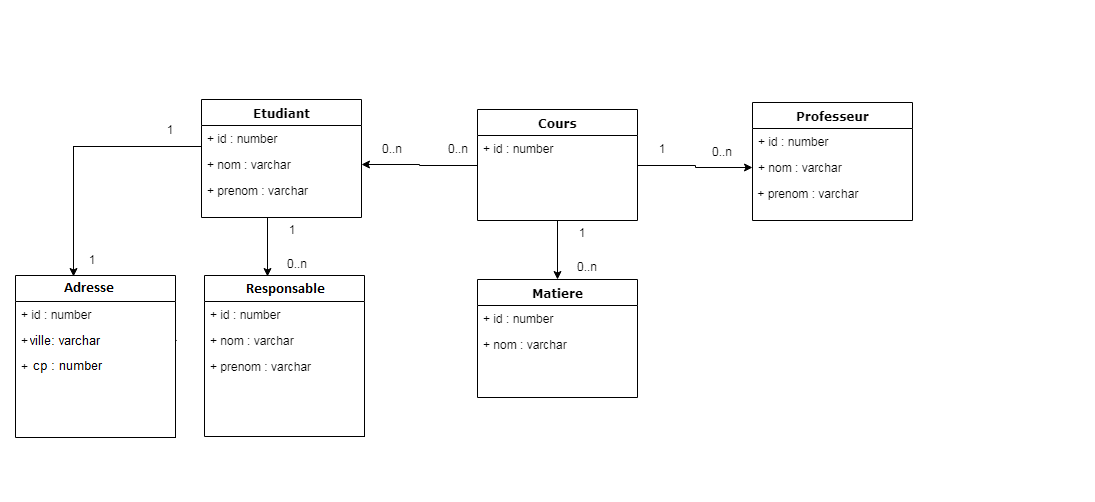 Etudiant
+ id : number
+ nom : varchar
+ prenom : varchar
Cours
+ id : number
Professeur
+ id : number
+ nom : varchar
+ prenom : varchar
1
0..n
0..n
1
0..n
1
1
0..n
1
0..n
Adresse
+ id : number
+ville: varchar
+ cp : number
Responsable
+ id : number
+ nom : varchar
+ prenom : varchar
Matiere
+ id : number
+ nom : varchar